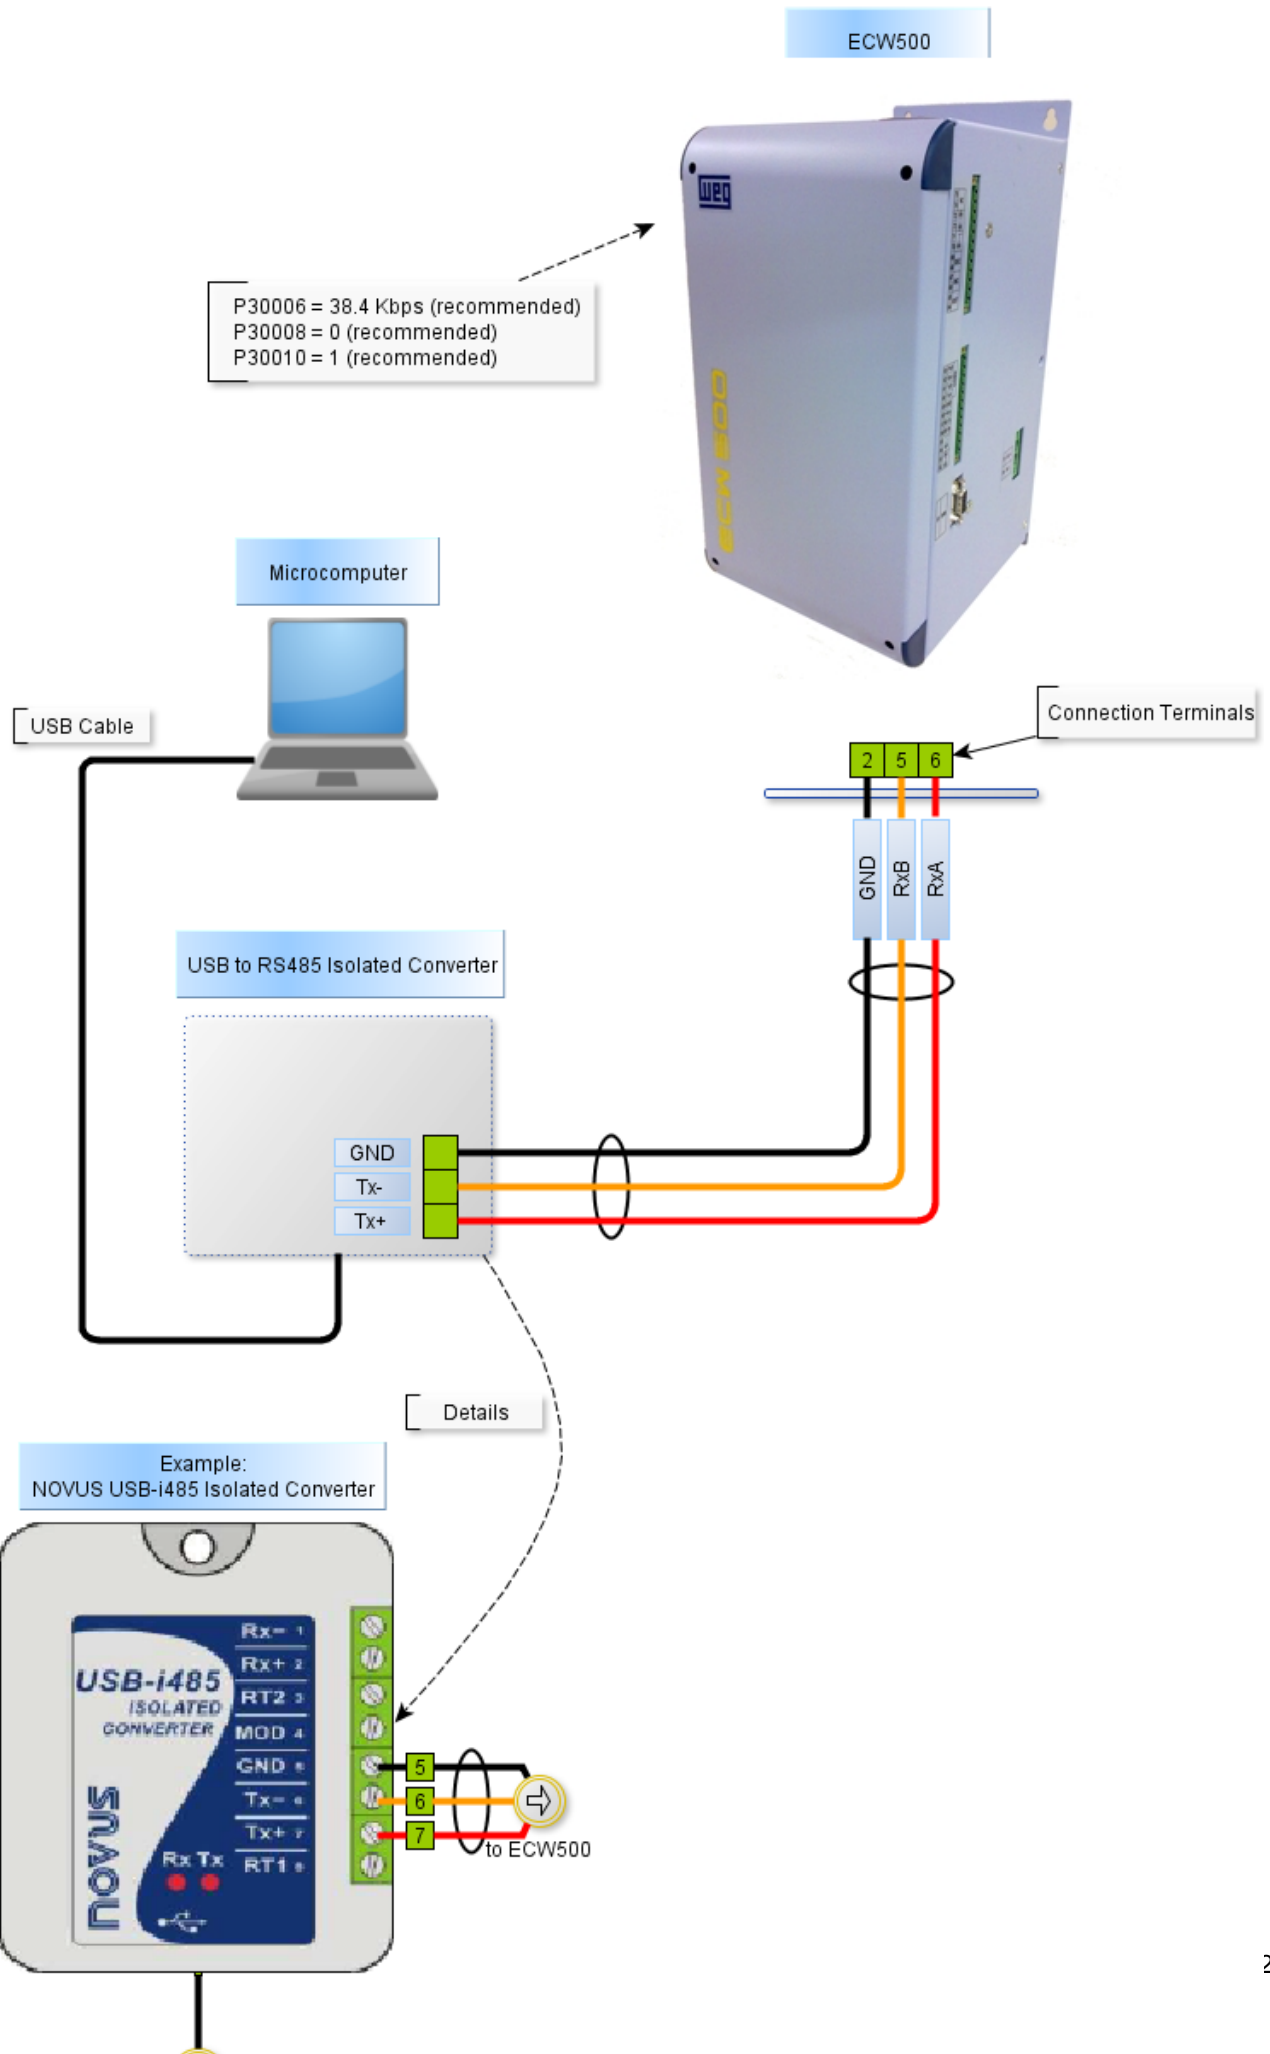 ECW500
weg
P30006 = 38.4 Kbps (recommended)
P30008 = 0 (recommended)
P30010 = 1 (recommended)
Microcomputer
USB Cable
Connection Terminals
2 5 6
GND RxB RxA
USB to RS485 Isolated Converter
GND
Tx-
Tx+
Details
Example:
NOVUS USB-i485 Isolated Converter
USB-i485
ISOLATED
CONVERTER
novus
Rx- 1
Rx+ 2
RT2 3
MOD 4
GND 5
Tx- 6
Tx+ 7
RT1 8
Rx Tx
5
6
7
to ECW500